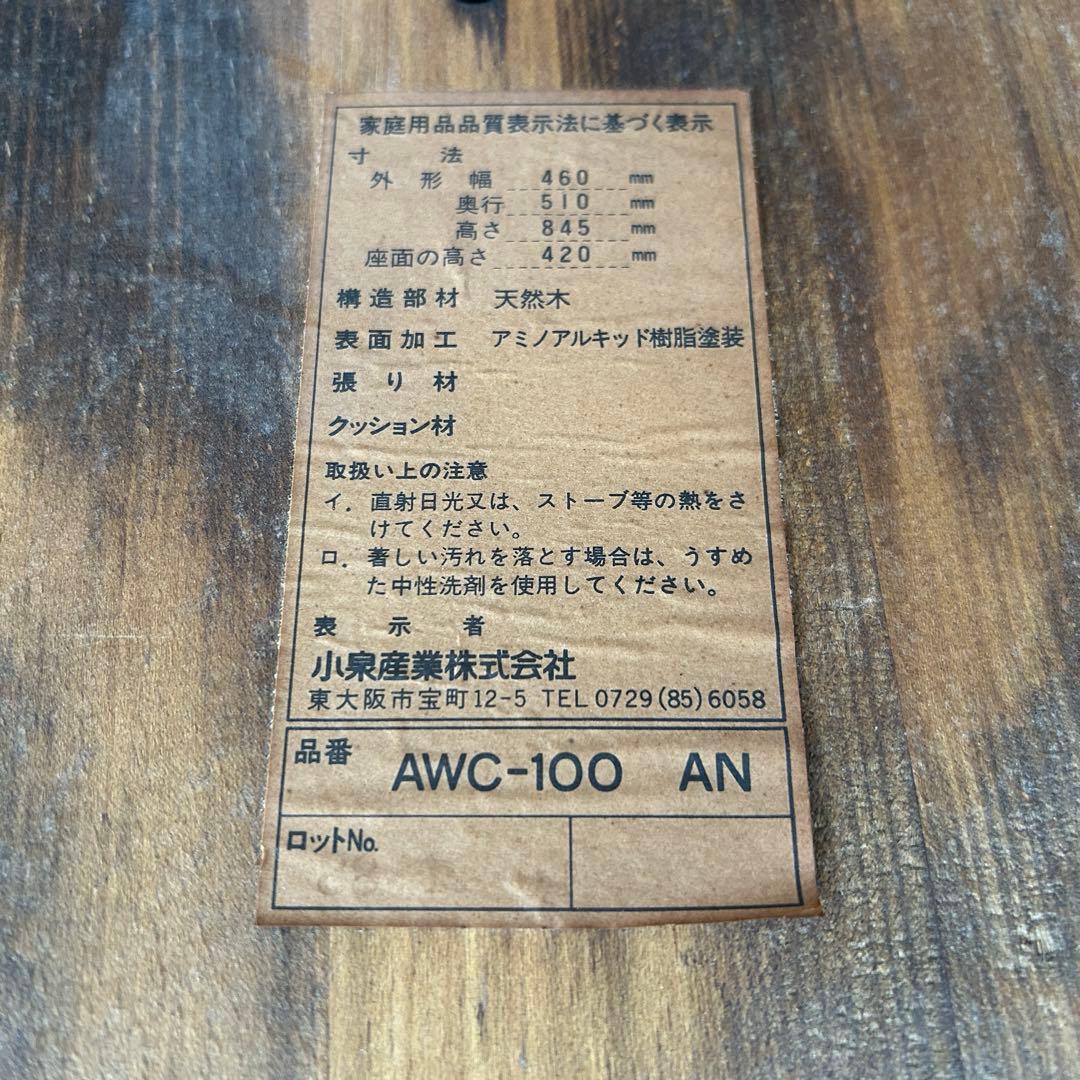 家庭用品品質表示法に基づく表示
寸法
外形幅 460 mm
奥行 510 mm
高さ 845 mm
座面の高さ 420 mm
構造部材 天然木
表面加工 アミノアルキッド樹脂塗装
張り材
クッション材
取扱い上の注意
イ. 直射日光又は、ストーブ等の熱をさ
けてください。
ロ. 著しい汚れを落とす場合は、うすめ
た中性洗剤を使用してください。
表示者
小泉産業株式会社
東大阪市宝町12-5 TEL 0729(85)6058
品番 AWC-100 AN
ロットNo.